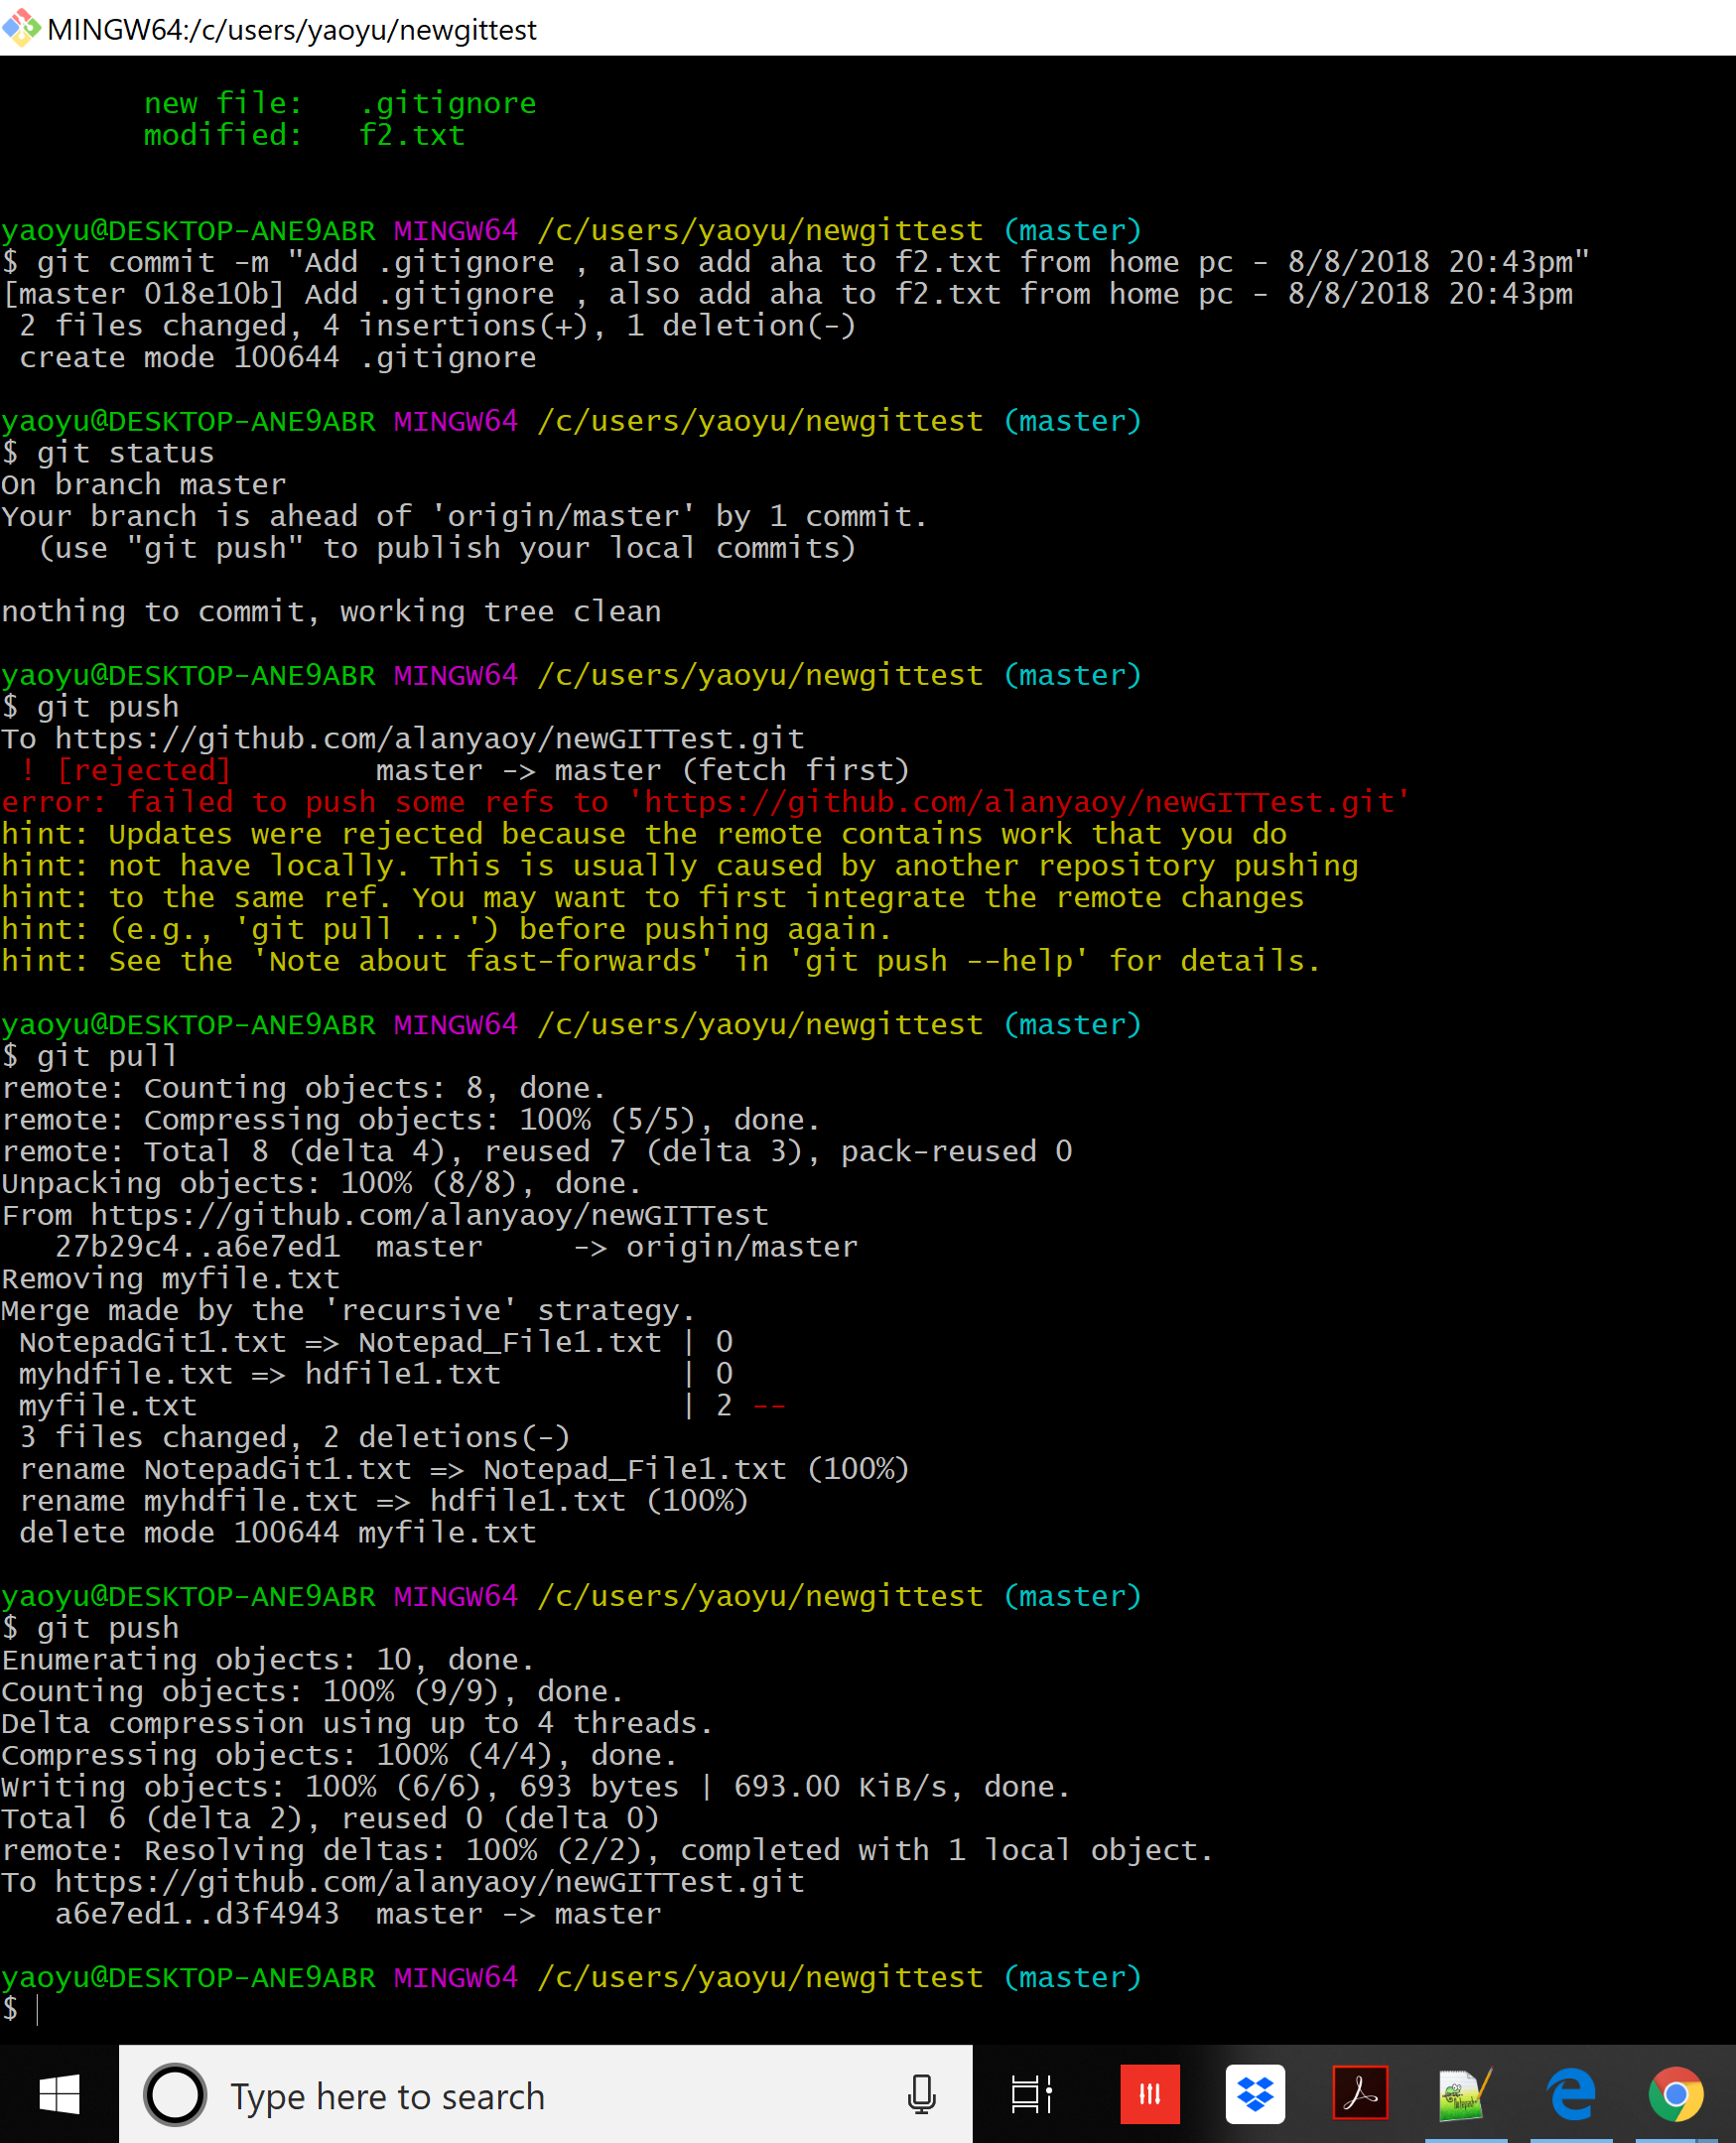 MINGW64:/c/users/yaoyu/newgittest
new file:   .gitignore
modified:   f2.txt
yaoyu@DESKTOP-ANE9ABR MINGW64 /c/users/yaoyu/newgittest (master)
$ git commit -m "Add .gitignore , also add aha to f2.txt from home pc - 8/8/2018 20:43pm"
[master 018e10b] Add .gitignore , also add aha to f2.txt from home pc - 8/8/2018 20:43pm
 2 files changed, 4 insertions(+), 1 deletion(-)
 create mode 100644 .gitignore
yaoyu@DESKTOP-ANE9ABR MINGW64 /c/users/yaoyu/newgittest (master)
$ git status
On branch master
Your branch is ahead of 'origin/master' by 1 commit.
  (use "git push" to publish your local commits)
nothing to commit, working tree clean
yaoyu@DESKTOP-ANE9ABR MINGW64 /c/users/yaoyu/newgittest (master)
$ git push
To https://github.com/alanyaoy/newGITTest.git
 ! [rejected]        master -> master (fetch first)
error: failed to push some refs to 'https://github.com/alanyaoy/newGITTest.git'
hint: Updates were rejected because the remote contains work that you do
hint: not have locally. This is usually caused by another repository pushing
hint: to the same ref. You may want to first integrate the remote changes
hint: (e.g., 'git pull ...') before pushing again.
hint: See the 'Note about fast-forwards' in 'git push --help' for details.
yaoyu@DESKTOP-ANE9ABR MINGW64 /c/users/yaoyu/newgittest (master)
$ git pull
remote: Counting objects: 8, done.
remote: Compressing objects: 100% (5/5), done.
remote: Total 8 (delta 4), reused 7 (delta 3), pack-reused 0
Unpacking objects: 100% (8/8), done.
From https://github.com/alanyaoy/newGITTest
   27b29c4..a6e7ed1  master     -> origin/master
Removing myfile.txt
Merge made by the 'recursive' strategy.
 NotepadGit1.txt => Notepad_File1.txt | 0
 myhdfile.txt => hdfile1.txt          | 0
 myfile.txt                           | 2 --
 3 files changed, 2 deletions(-)
 rename NotepadGit1.txt => Notepad_File1.txt (100%)
 rename myhdfile.txt => hdfile1.txt (100%)
 delete mode 100644 myfile.txt
yaoyu@DESKTOP-ANE9ABR MINGW64 /c/users/yaoyu/newgittest (master)
$ git push
Enumerating objects: 10, done.
Counting objects: 100% (9/9), done.
Delta compression using up to 4 threads.
Compressing objects: 100% (4/4), done.
Writing objects: 100% (6/6), 693 bytes | 693.00 KiB/s, done.
Total 6 (delta 2), reused 0 (delta 0)
remote: Resolving deltas: 100% (2/2), completed with 1 local object.
To https://github.com/alanyaoy/newGITTest.git
   a6e7ed1..d3f4943  master -> master
yaoyu@DESKTOP-ANE9ABR MINGW64 /c/users/yaoyu/newgittest (master)
$
Type here to search